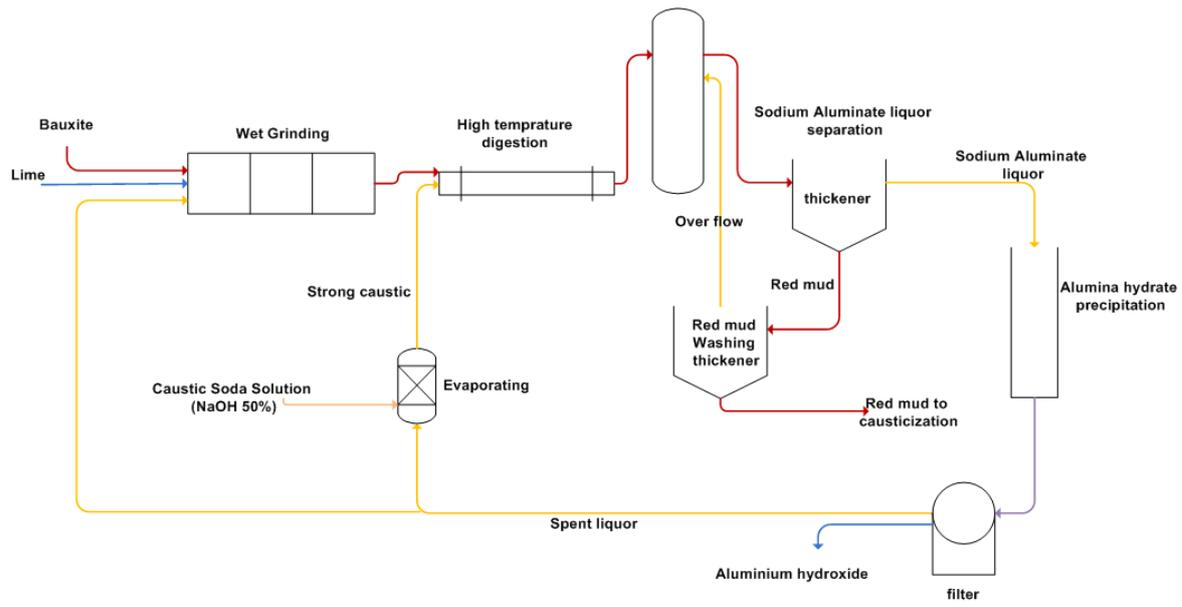 Bauxite
Lime
Wet Grinding
High temprature
digestion
Sodium Aluminate liquor
separation
thickener
Sodium Aluminate
liquor
Over flow
Red mud
Alumina hydrate
precipitation
Strong caustic
Red mud
Washing
thickener
Caustic Soda Solution
(NaOH 50%)
Evaporating
Red mud to
causticization
Spent liquor
Aluminium hydroxide
filter